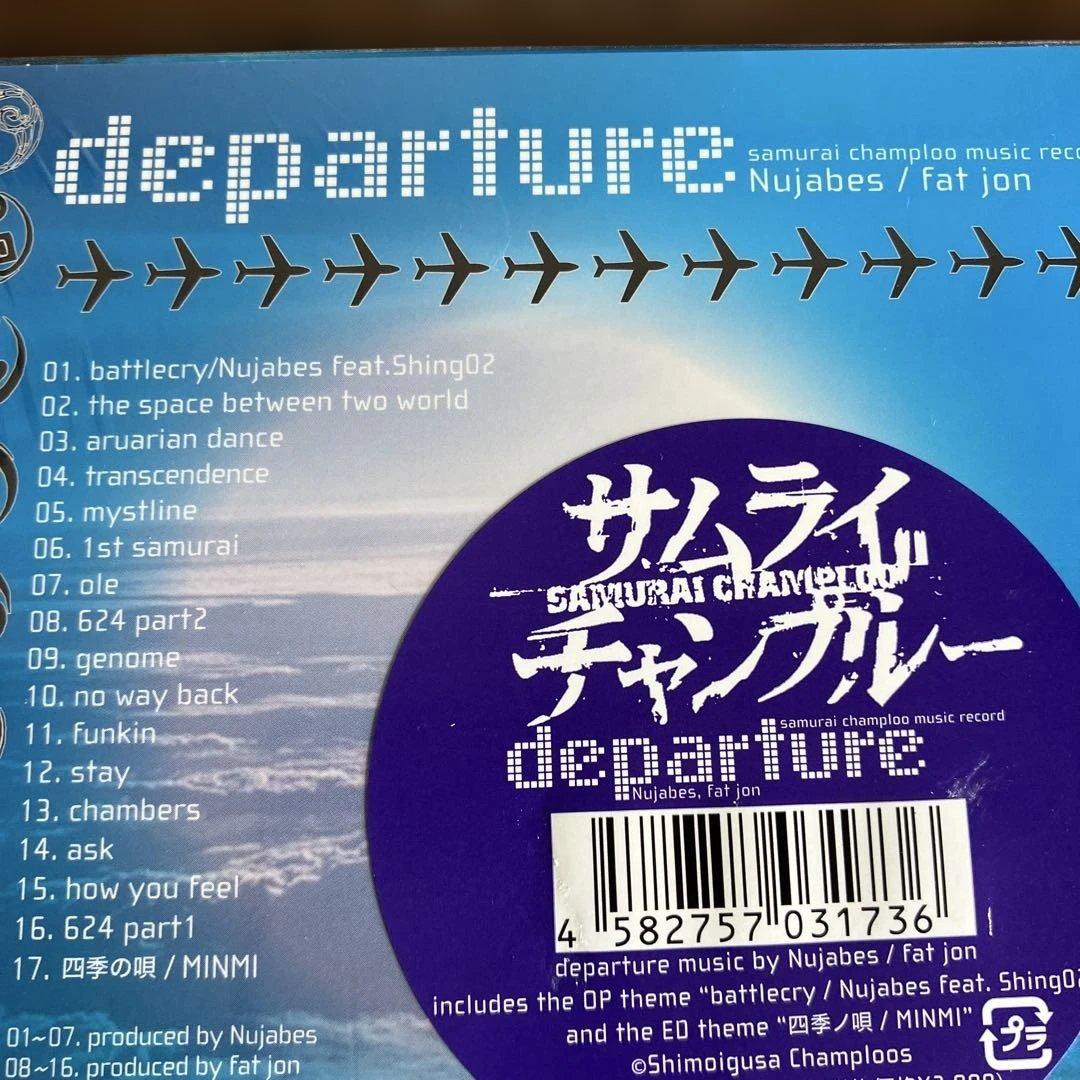 departure
samurai champloo music reco
Nujabes / fat jon
01. battlecry/Nujabes feat.Shing02
02. the space between two world
03. aruarian dance
04. transcendence
05. mystline
06. 1st samurai
07. ole
08. 624 part2
09. genome
10. no way back
11. funkin
12. stay
13. chambers
14. ask
15. how you feel
16. 624 part1
17. 四季の唄 / MINMI
01~07. produced by Nujabes
08~16. produced by fat jon
サムライ
SAMURAI CHAMPLOO
チャンプルー
samurai champloo music record
departure
Nujabes, fat jon
4 582757 031736
departure music by Nujabes / fat jon
includes the OP theme “battlecry / Nujabes feat. Shing02
and the ED theme “四季ノ唄 / MINMI”
©Shimoigusa Champloos
プラ